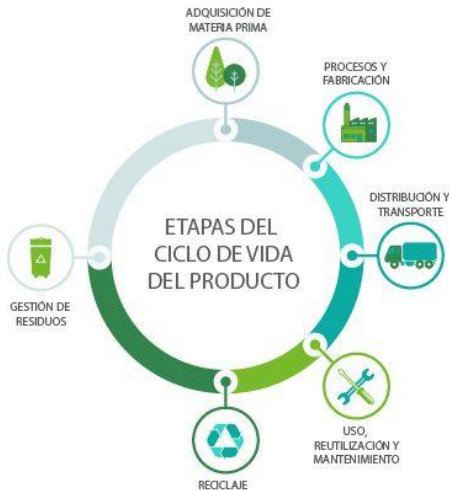 ADQUISICIÓN DE
MATERIA PRIMA
PROCESOS Y
FABRICACIÓN
DISTRIBUCIÓN Y
TRANSPORTE
ETAPAS DEL
CICLO DE VIDA
DEL PRODUCTO
GESTIÓN DE
RESIDUOS
USO,
REUTILIZACIÓN Y
MANTENIMIENTO
RECICLAJE